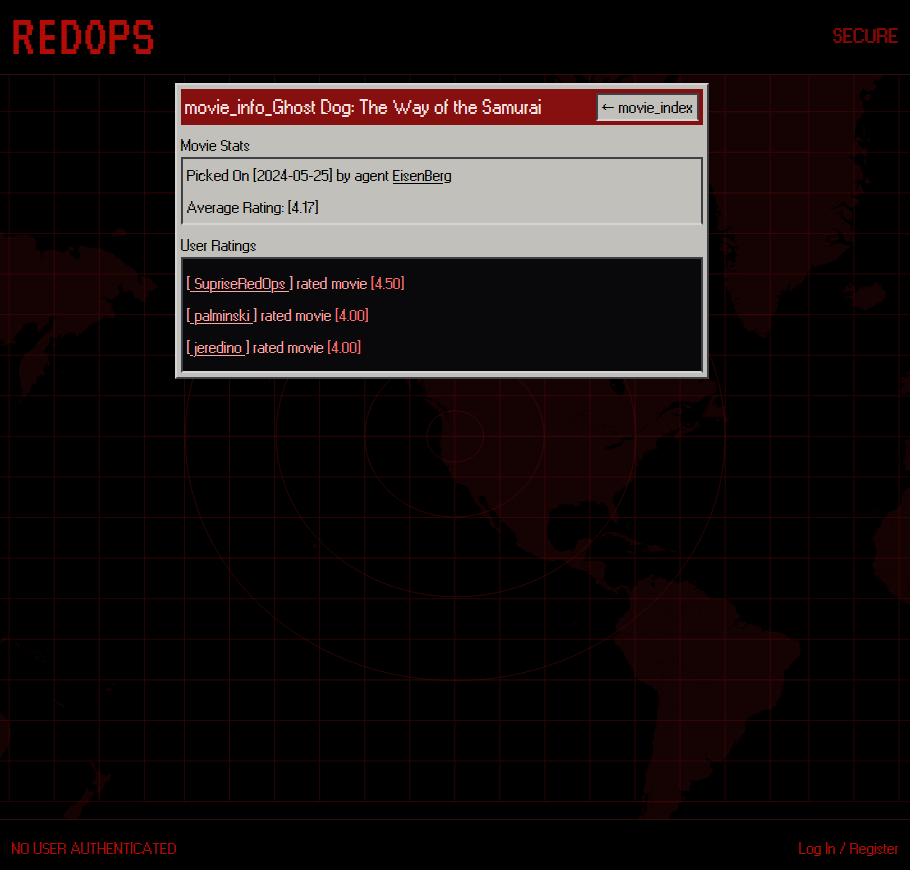 REDOPS
SECURE
movie_info_Ghost Dog: The Way of the Samurai
← movie_index
Movie Stats
Picked On [2024-05-25] by agent EisenBerg
Average Rating: [4.17]
User Ratings
[ SupriseRedOps ] rated movie [4.50]
[ palminski ] rated movie [4.00]
[ jeredino ] rated movie [4.00]
NO USER AUTHENTICATED
Log In / Register